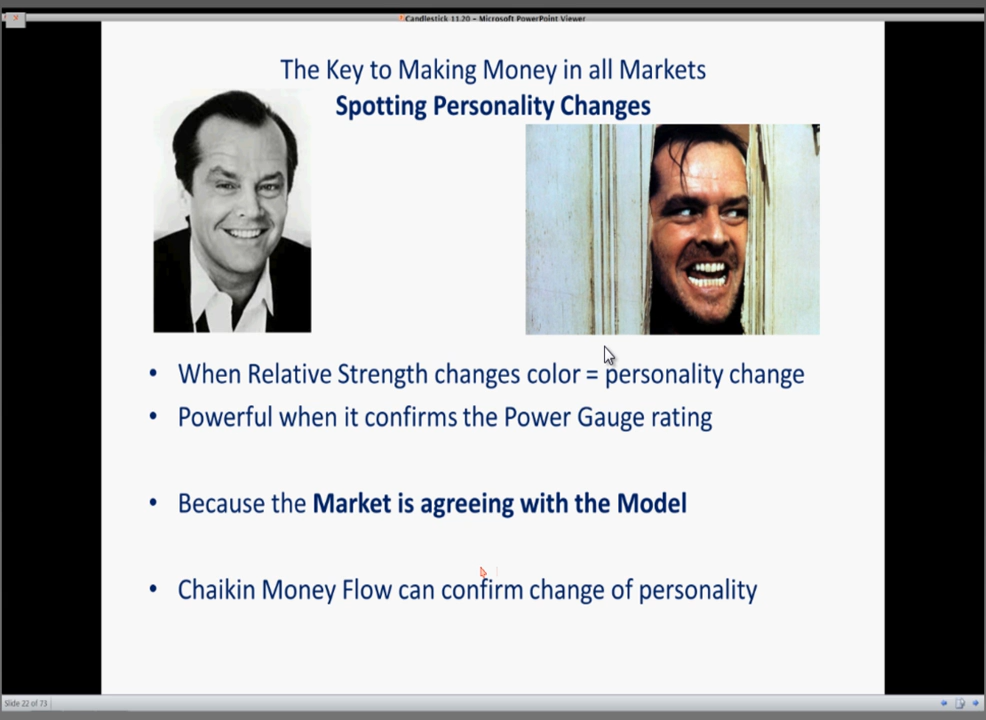 Candlestick 11.20 - Microsoft PowerPoint Viewer
The Key to Making Money in all Markets
Spotting Personality Changes
• When Relative Strength changes color = personality change
• Powerful when it confirms the Power Gauge rating
• Because the Market is agreeing with the Model
• Chaikin Money Flow can confirm change of personality
Slide 22 of 73